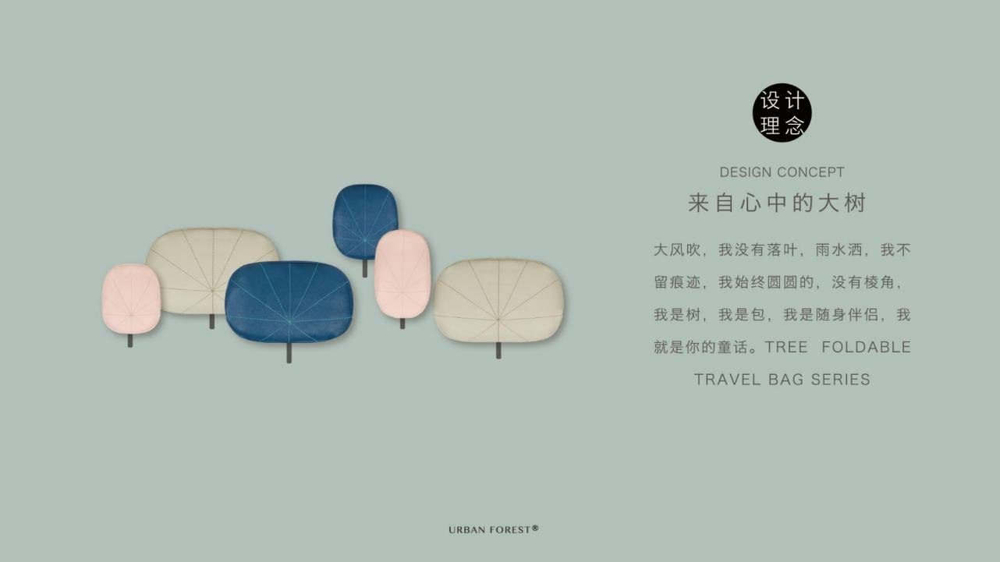 设计
理念
DESIGN CONCEPT
来自心中的大树
大风吹，我没有落叶，雨水洒，我不
留痕迹，我始终圆圆的，没有棱角，
我是树，我是包，我是随身伴侣，我
就是你的童话。TREE FOLDABLE
TRAVEL BAG SERIES
URBAN FOREST®